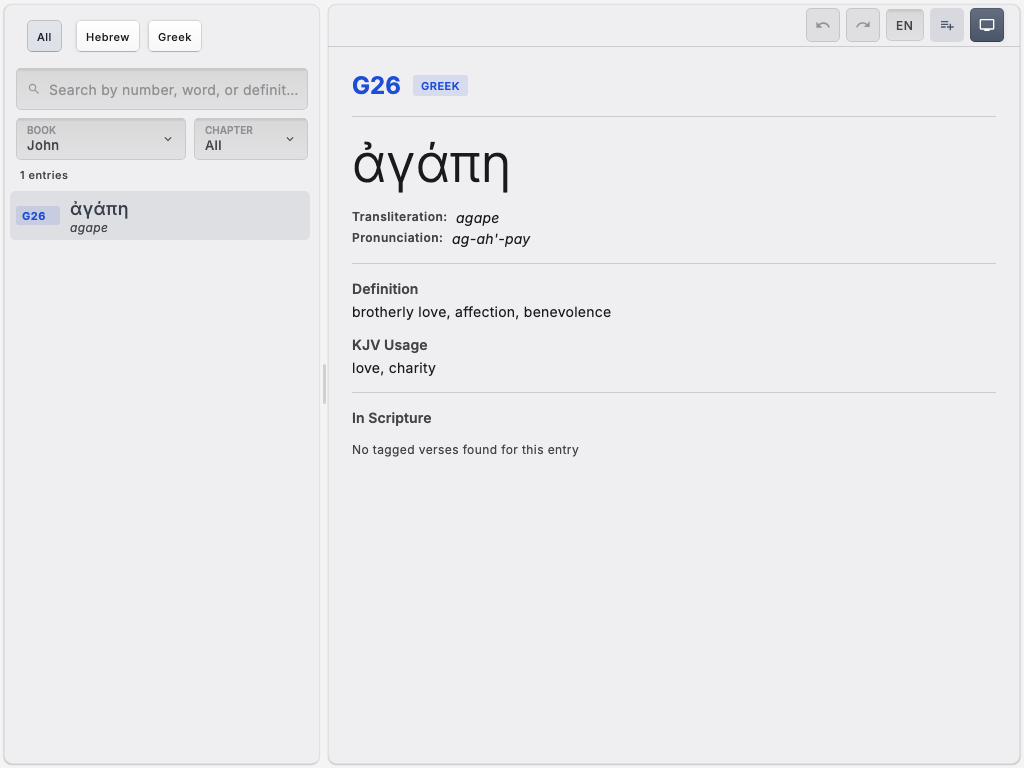 All Hebrew Greek
Search by number, word, or definit...
BOOK
John
CHAPTER
All
1 entries
G26
ἀγάπη
agape
EN
G26 GREEK
ἀγάπη
Transliteration: agape
Pronunciation: ag-ah'-pay
Definition
brotherly love, affection, benevolence
KJV Usage
love, charity
In Scripture
No tagged verses found for this entry